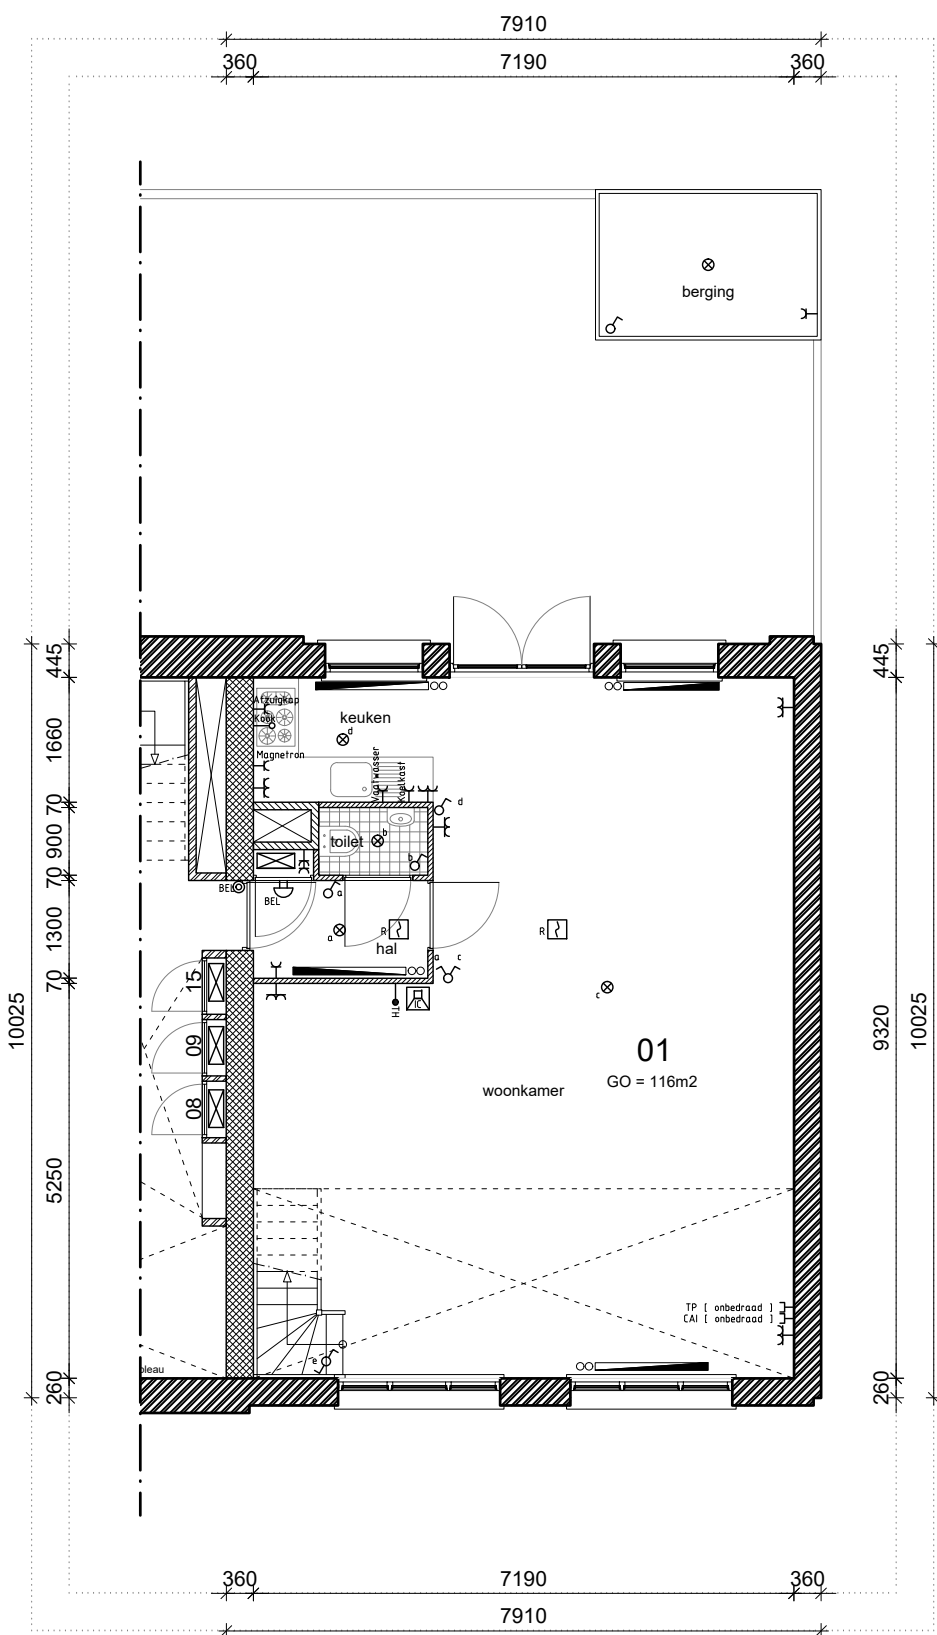 7910
360 7190 360
berging
445
445
Afzuigkap
Kook
keuken
d
1660
Magnetron
Vaatwasser
Koelkast
70
d
900
toilet
b
b
70
BEL
BEL
a
1300
a
R
R
hal
a c
70
15
TH
c
10025
09
9320
10025
01
GO = 116m2
woonkamer
08
5250
TP [ onbedraad ]
CAI [ onbedraad ]
e
bleau
260
260
360 7190 360
7910